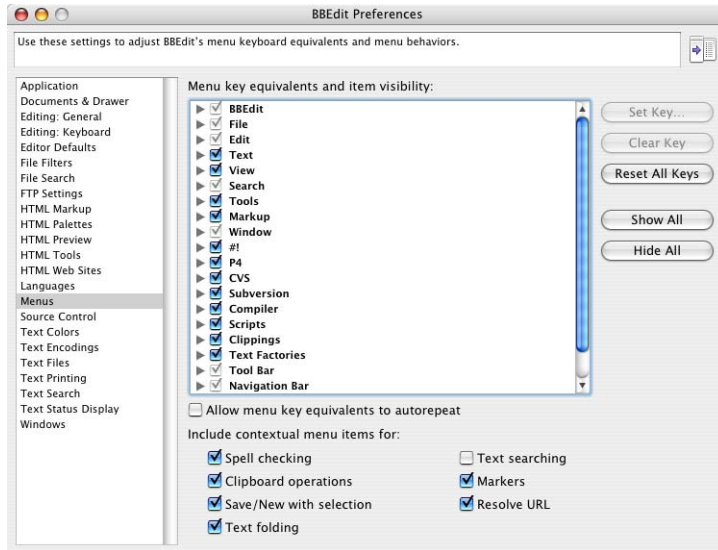 BBEdit Preferences
Use these settings to adjust BBEdit's menu keyboard equivalents and menu behaviors.
Application
Documents & Drawer
Editing: General
Editing: Keyboard
Editor Defaults
File Filters
File Search
FTP Settings
HTML Markup
HTML Palettes
HTML Preview
HTML Tools
HTML Web Sites
Languages
Menus
Source Control
Text Colors
Text Encodings
Text Files
Text Printing
Text Search
Text Status Display
Windows
Menu key equivalents and item visibility:
BBEdit
File
Edit
Text
View
Search
Tools
Markup
Window
#!
P4
CVS
Subversion
Compiler
Scripts
Clippings
Text Factories
Tool Bar
Navigation Bar
Set Key...
Clear Key
Reset All Keys
Show All
Hide All
Allow menu key equivalents to autorepeat
Include contextual menu items for:
Spell checking
Text searching
Clipboard operations
Markers
Save/New with selection
Resolve URL
Text folding